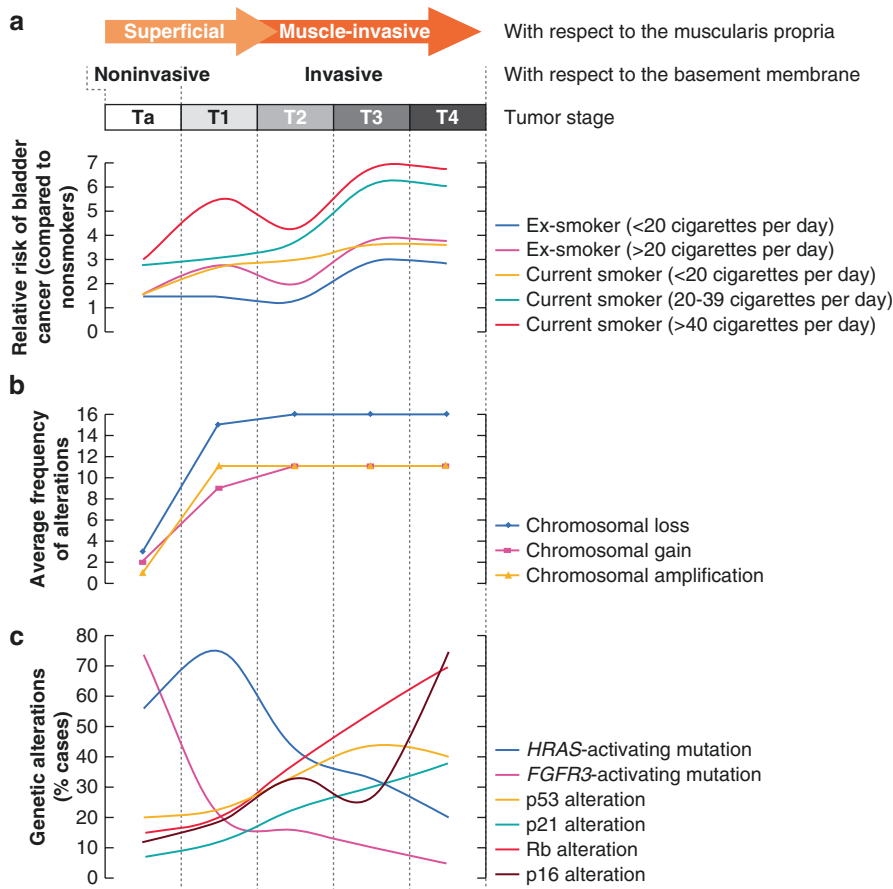 a
Superficial
Muscle-invasive
With respect to the muscularis propria
Noninvasive
Invasive
With respect to the basement membrane
Ta
T1
T2
T3
T4
Tumor stage
Relative risk of bladder
cancer (compared to
nonsmokers)
7
6
5
4
3
2
1
0
Ex-smoker (<20 cigarettes per day)
Ex-smoker (>20 cigarettes per day)
Current smoker (<20 cigarettes per day)
Current smoker (20-39 cigarettes per day)
Current smoker (>40 cigarettes per day)
b
Average frequency
of alterations
16
14
12
10
8
6
4
2
0
Chromosomal loss
Chromosomal gain
Chromosomal amplification
c
Genetic alterations
(% cases)
80
70
60
50
40
30
20
10
0
HRAS-activating mutation
FGFR3-activating mutation
p53 alteration
p21 alteration
Rb alteration
p16 alteration